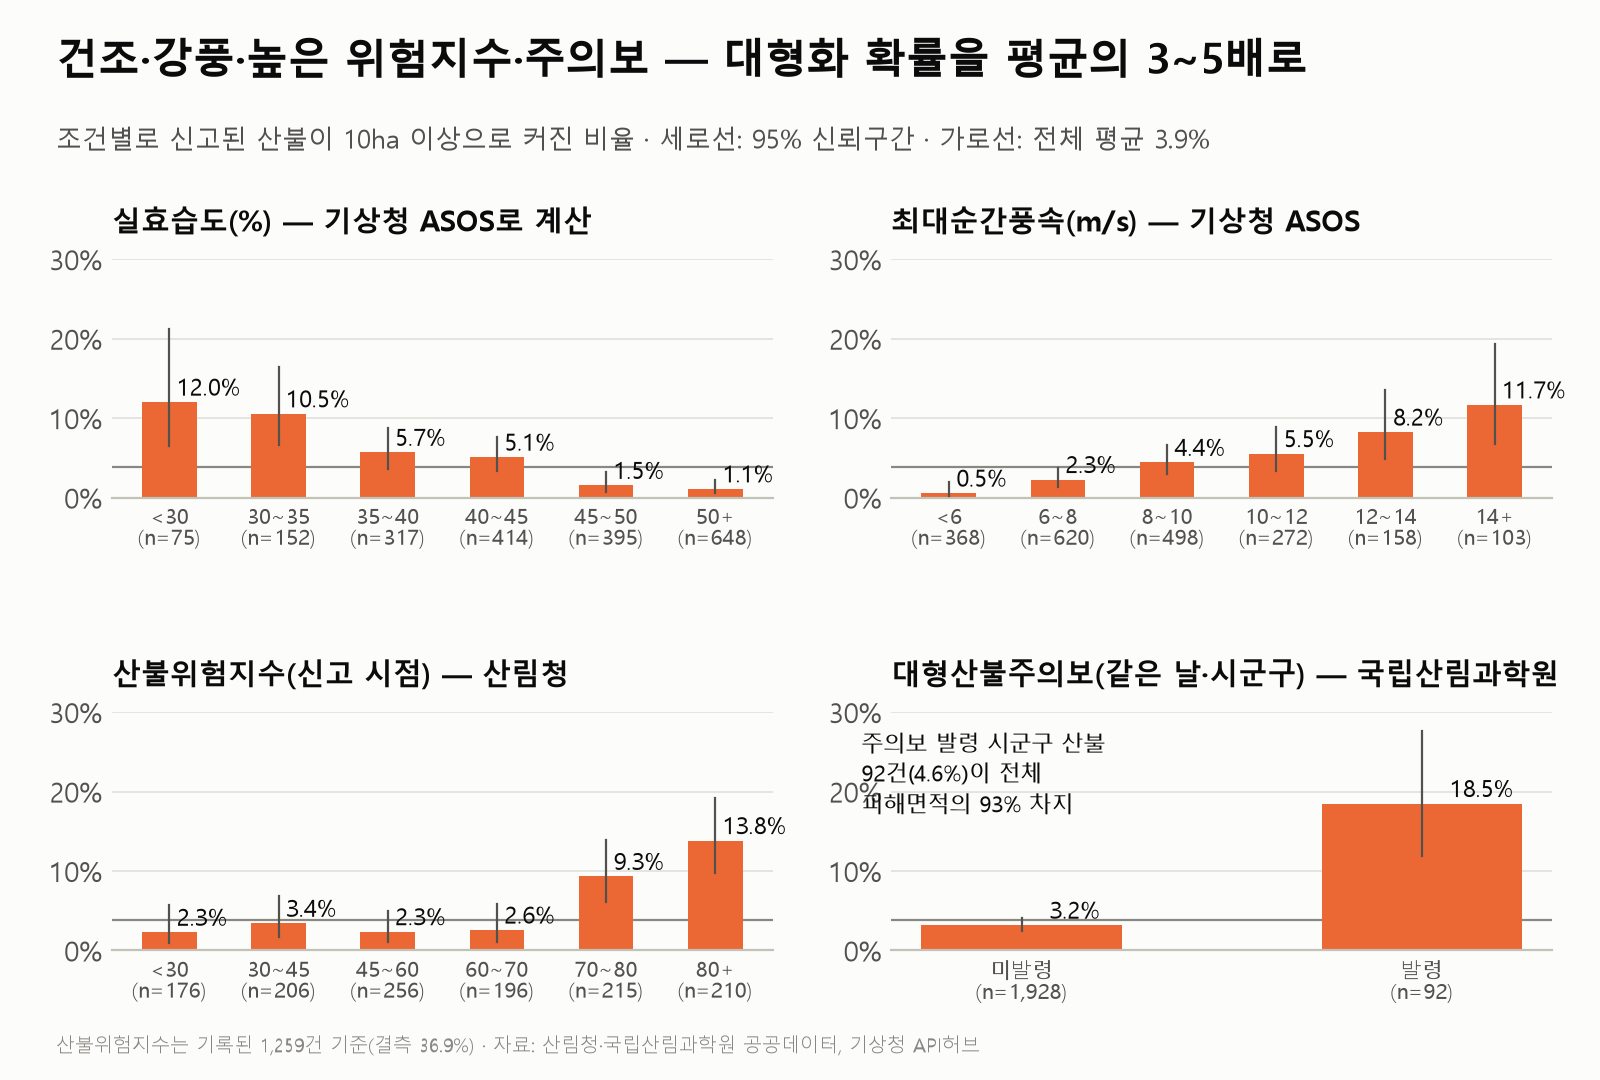 건조·강풍·높은 위험지수·주의보 — 대형화 확률을 평균의 3~5배로
조건별로 신고된 산불이 10ha 이상으로 커진 비율 · 세로선: 95% 신뢰구간 · 가로선: 전체 평균 3.9%
실효습도(%) — 기상청 ASOS로 계산
30%
20%
10%
0%
12.0%
10.5%
5.7%
5.1%
1.5%
1.1%
<30 30~35 35~40 40~45 45~50 50+
(n=75) (n=152) (n=317) (n=414) (n=395) (n=648)
최대순간풍속(m/s) — 기상청 ASOS
30%
20%
10%
0%
0.5%
2.3%
4.4%
5.5%
8.2%
11.7%
<6 6~8 8~10 10~12 12~14 14+
(n=368) (n=620) (n=498) (n=272) (n=158) (n=103)
산불위험지수(신고 시점) — 산림청
30%
20%
10%
0%
2.3%
3.4%
2.3%
2.6%
9.3%
13.8%
<30 30~45 45~60 60~70 70~80 80+
(n=176) (n=206) (n=256) (n=196) (n=215) (n=210)
대형산불주의보(같은 날·시군구) — 국립산림과학원
30%
20%
10%
0%
주의보 발령 시군구 산불
92건(4.6%)이 전체
피해면적의 93% 차지
3.2%
18.5%
미발령 발령
(n=1,928) (n=92)
산불위험지수는 기록된 1,259건 기준(결측 36.9%) · 자료: 산림청·국립산림과학원 공공데이터, 기상청 API허브